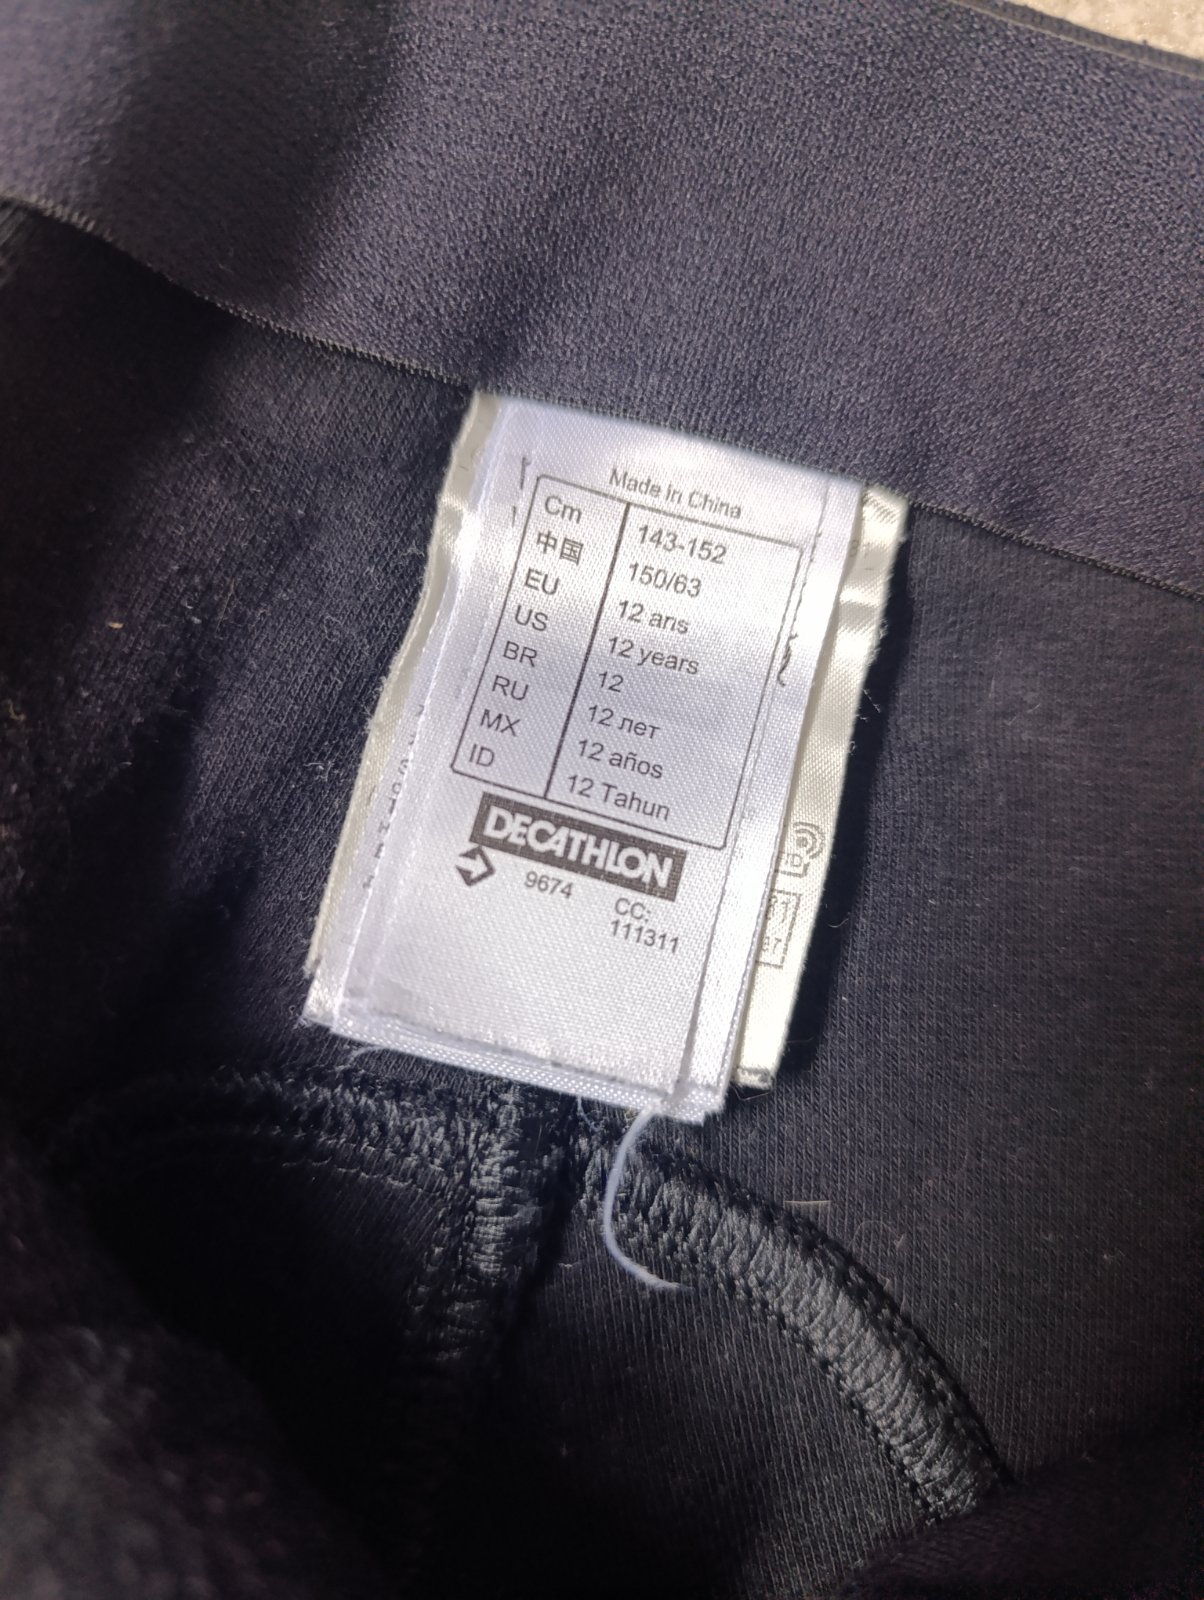 Made in China
Cm 143-152
中国 150/63
EU 12 ans
US 12 years
BR 12
RU 12 лет
MX 12 años
ID 12 Tahun
DECATHLON
9674
CC:
111311